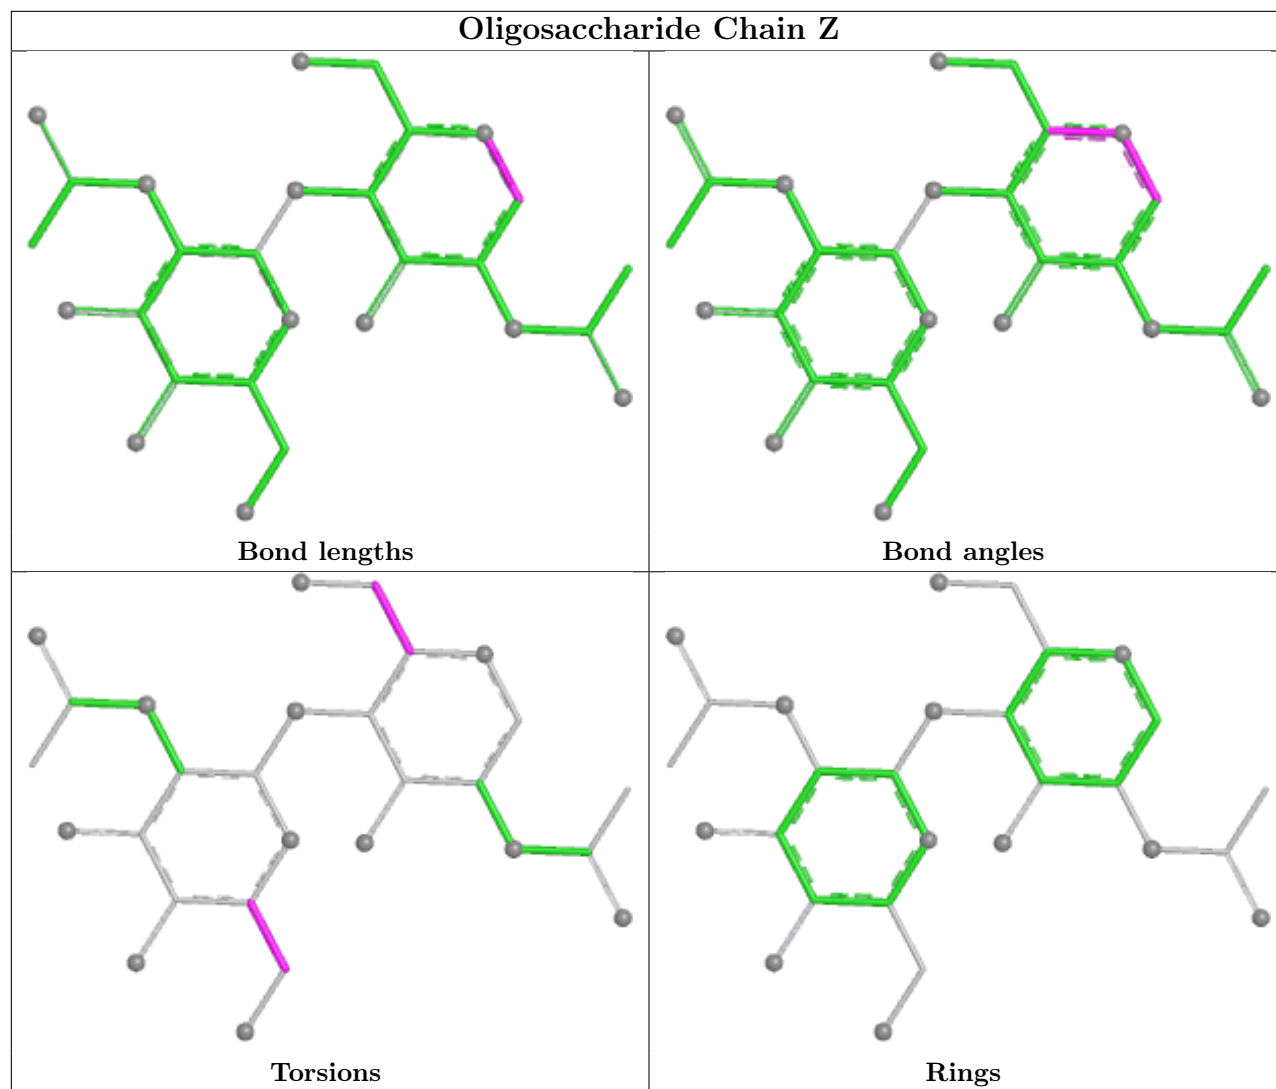 Oligosaccharide Chain Z
Bond lengths
Bond angles
Torsions
Rings